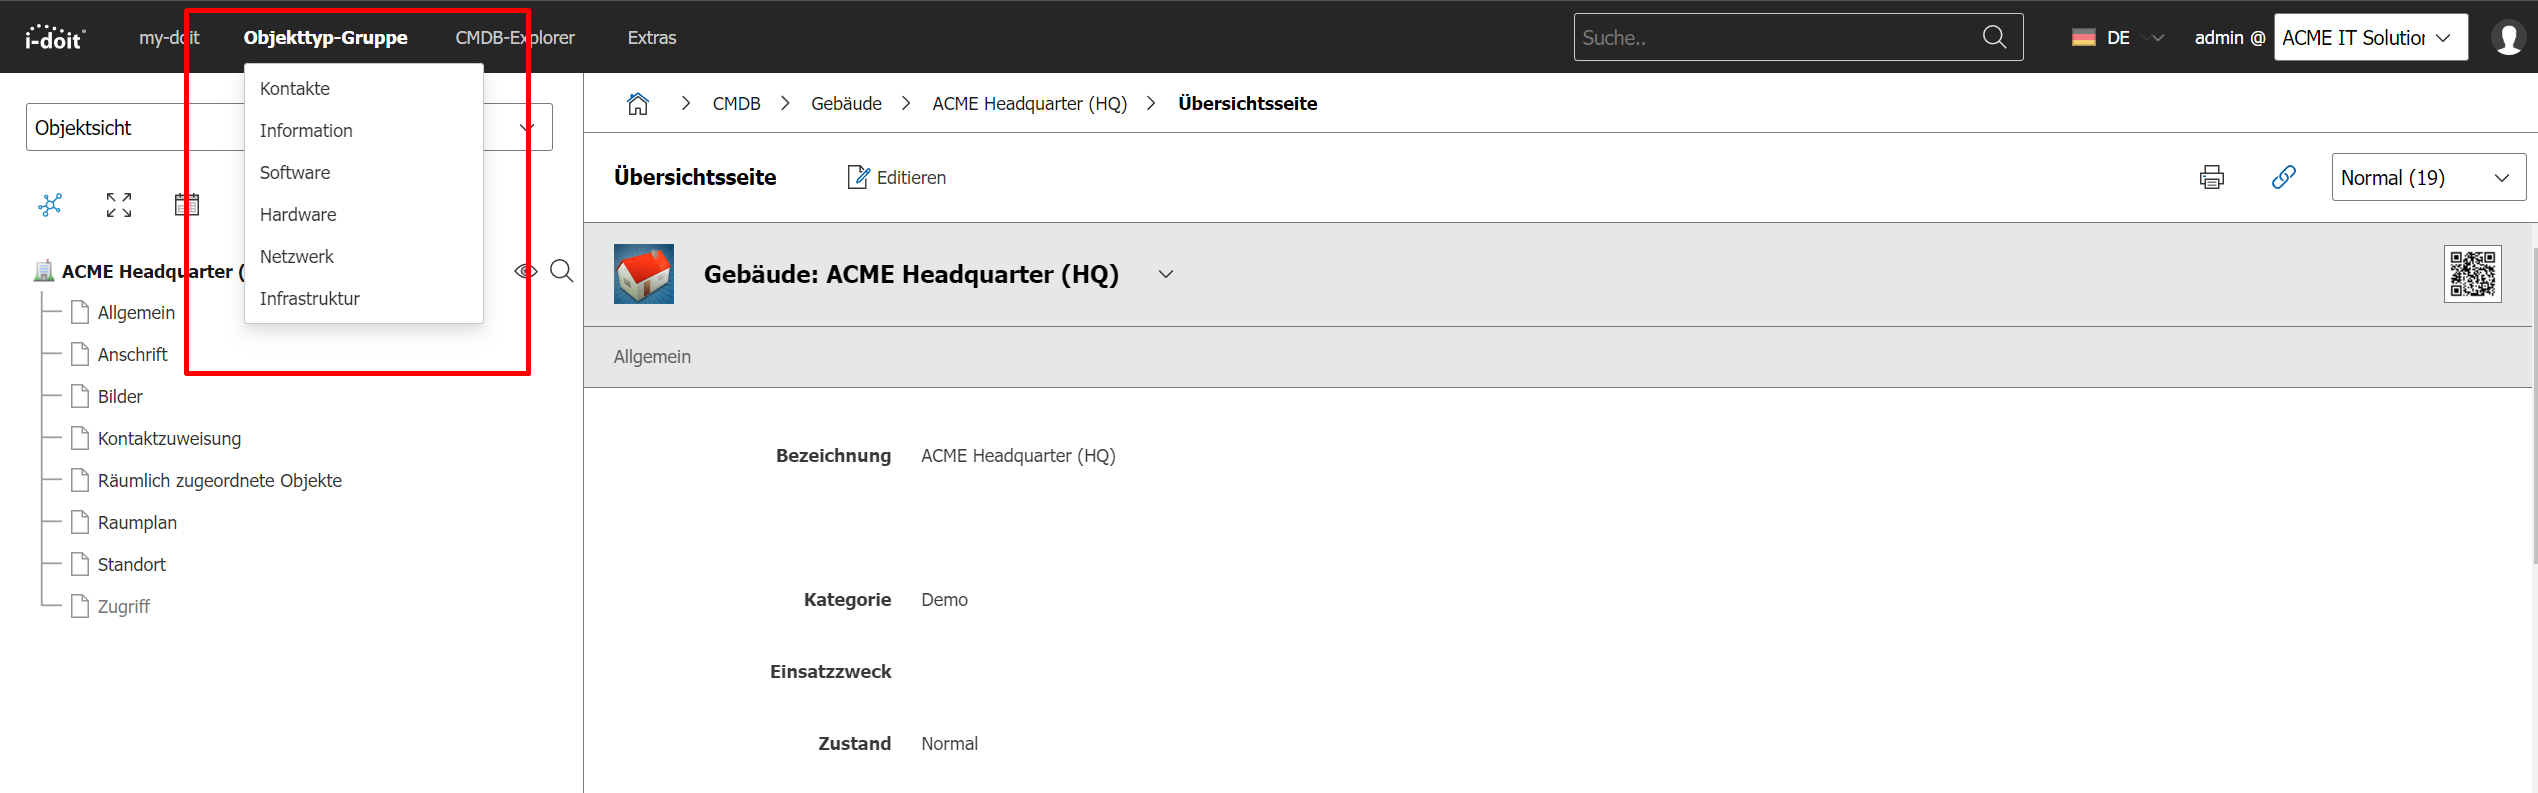 i-doit
my-doit
Objekttyp-Gruppe
CMDB-Explorer
Extras
Suche..
DE
admin @
ACME IT Solution
Kontakte
Information
Software
Hardware
Netzwerk
Infrastruktur
Objektsicht
ACME Headquarter (
Allgemein
Anschrift
Bilder
Kontaktzuweisung
Räumlich zugeordnete Objekte
Raumplan
Standort
Zugriff
CMDB
Gebäude
ACME Headquarter (HQ)
Übersichtsseite
Übersichtsseite
Editieren
Normal (19)
Gebäude: ACME Headquarter (HQ)
Allgemein
Bezeichnung ACME Headquarter (HQ)
Kategorie Demo
Einsatzzweck
Zustand Normal